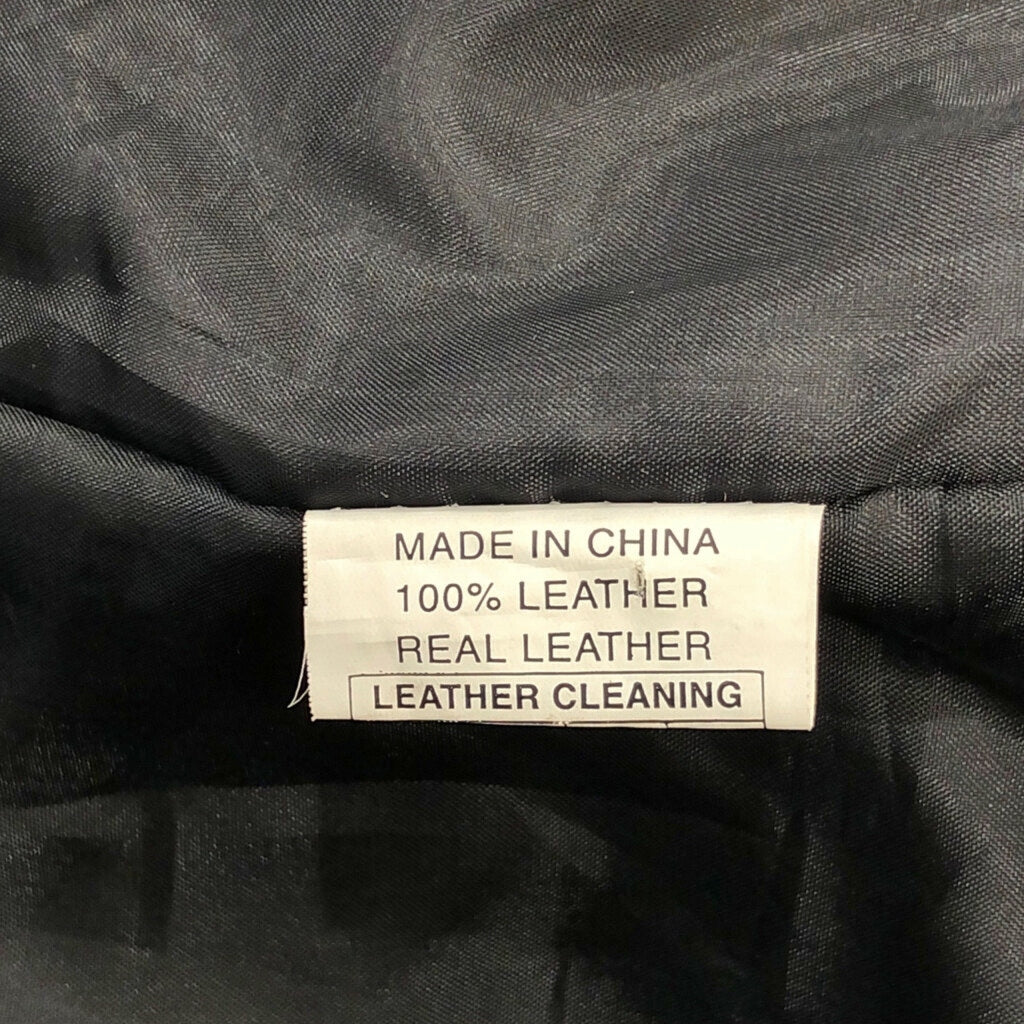 MADE IN CHINA
100% LEATHER
REAL LEATHER
LEATHER CLEANING